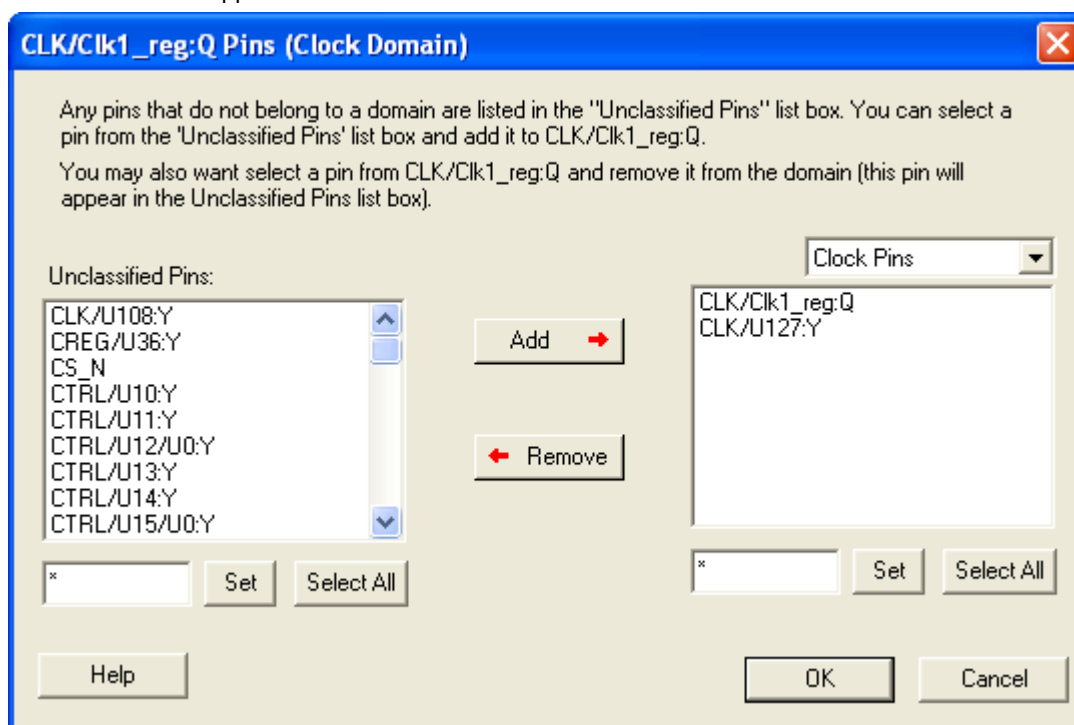 CLK/Clk1_reg:Q Pins (Clock Domain)
Any pins that do not belong to a domain are listed in the "Unclassified Pins" list box. You can select a
pin from the 'Unclassified Pins' list box and add it to CLK/Clk1_reg:Q.
You may also want select a pin from CLK/Clk1_reg:Q and remove it from the domain (this pin will
appear in the Unclassified Pins list box).
Clock Pins
Unclassified Pins:
CLK/U108:Y
CREG/U36:Y
CS_N
CTRL/U10:Y
CTRL/U11:Y
CTRL/U12/U0:Y
CTRL/U13:Y
CTRL/U14:Y
CTRL/U15/U0:Y
Add
Remove
CLK/Clk1_reg:Q
CLK/U127:Y
* Set Select All
* Set Select All
Help
OK
Cancel